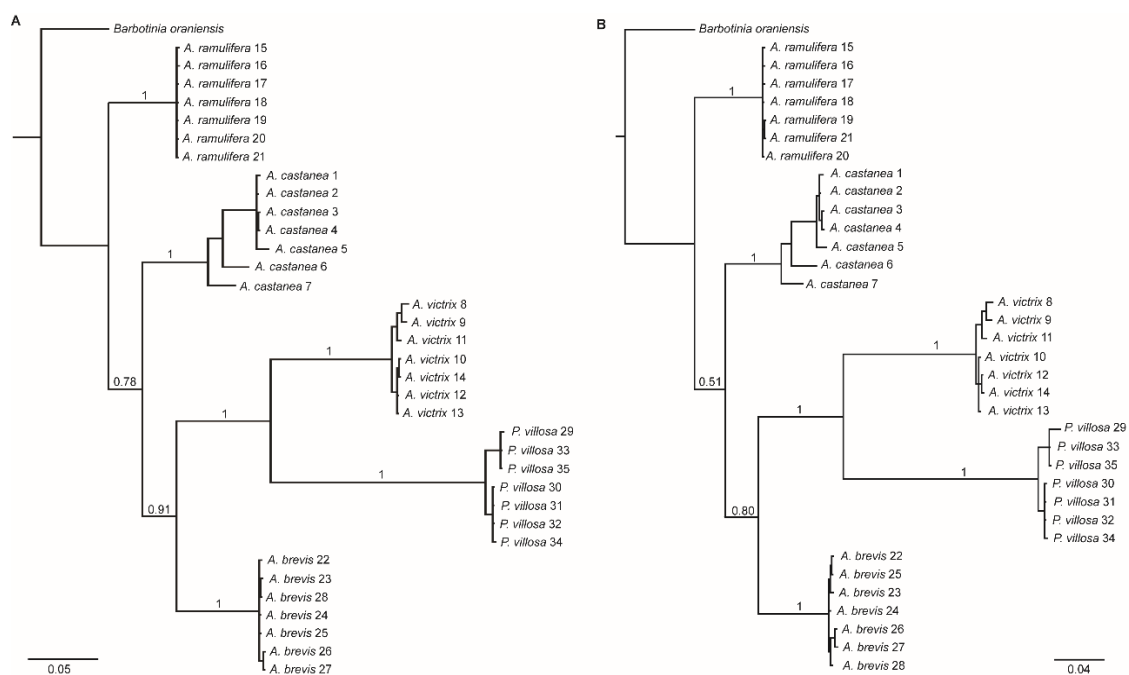 A
Barbotinia oraniensis
A. ramulifera 15
A. ramulifera 16
A. ramulifera 17
1
A. ramulifera 18
A. ramulifera 19
A. ramulifera 20
A. ramulifera 21
A. castanea 1
A. castanea 2
A. castanea 3
A. castanea 4
1
A. castanea 5
A. castanea 6
A. castanea 7
A. victrix 8
A. victrix 9
A. victrix 11
1
A. victrix 10
A. victrix 14
0.78
A. victrix 12
A. victrix 13
1
P. villosa 29
P. villosa 33
P. villosa 35
1
P. villosa 30
P. villosa 31
0.91
P. villosa 32
P. villosa 34
A. brevis 22
A. brevis 23
A. brevis 28
1
A. brevis 24
A. brevis 25
A. brevis 26
A. brevis 27
0.05
B
Barbotinia oraniensis
A. ramulifera 15
A. ramulifera 16
A. ramulifera 17
1
A. ramulifera 18
A. ramulifera 19
A. ramulifera 21
A. ramulifera 20
A. castanea 1
A. castanea 2
A. castanea 3
A. castanea 4
A. castanea 5
1
A. castanea 6
A. castanea 7
A. victrix 8
A. victrix 9
A. victrix 11
1
A. victrix 10
A. victrix 12
0.51
A. victrix 14
A. victrix 13
1
P. villosa 29
P. villosa 33
P. villosa 35
1
P. villosa 30
P. villosa 31
0.80
P. villosa 32
P. villosa 34
A. brevis 22
A. brevis 25
A. brevis 23
1
A. brevis 24
A. brevis 26
A. brevis 27
A. brevis 28
0.04